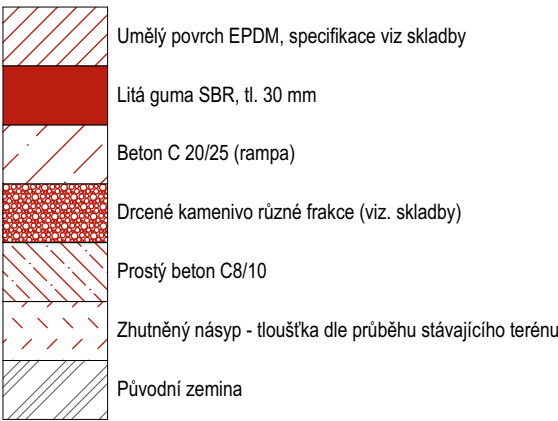 Umělý povrch EPDM, specifikace viz skladby
Litá guma SBR, tl. 30 mm
Beton C 20/25 (rampa)
Drcené kamenivo různé frakce (viz. skladby)
Prostý beton C8/10
Zhutněný násyp - tloušťka dle průběhu stávajícího terénu
Původní zemina